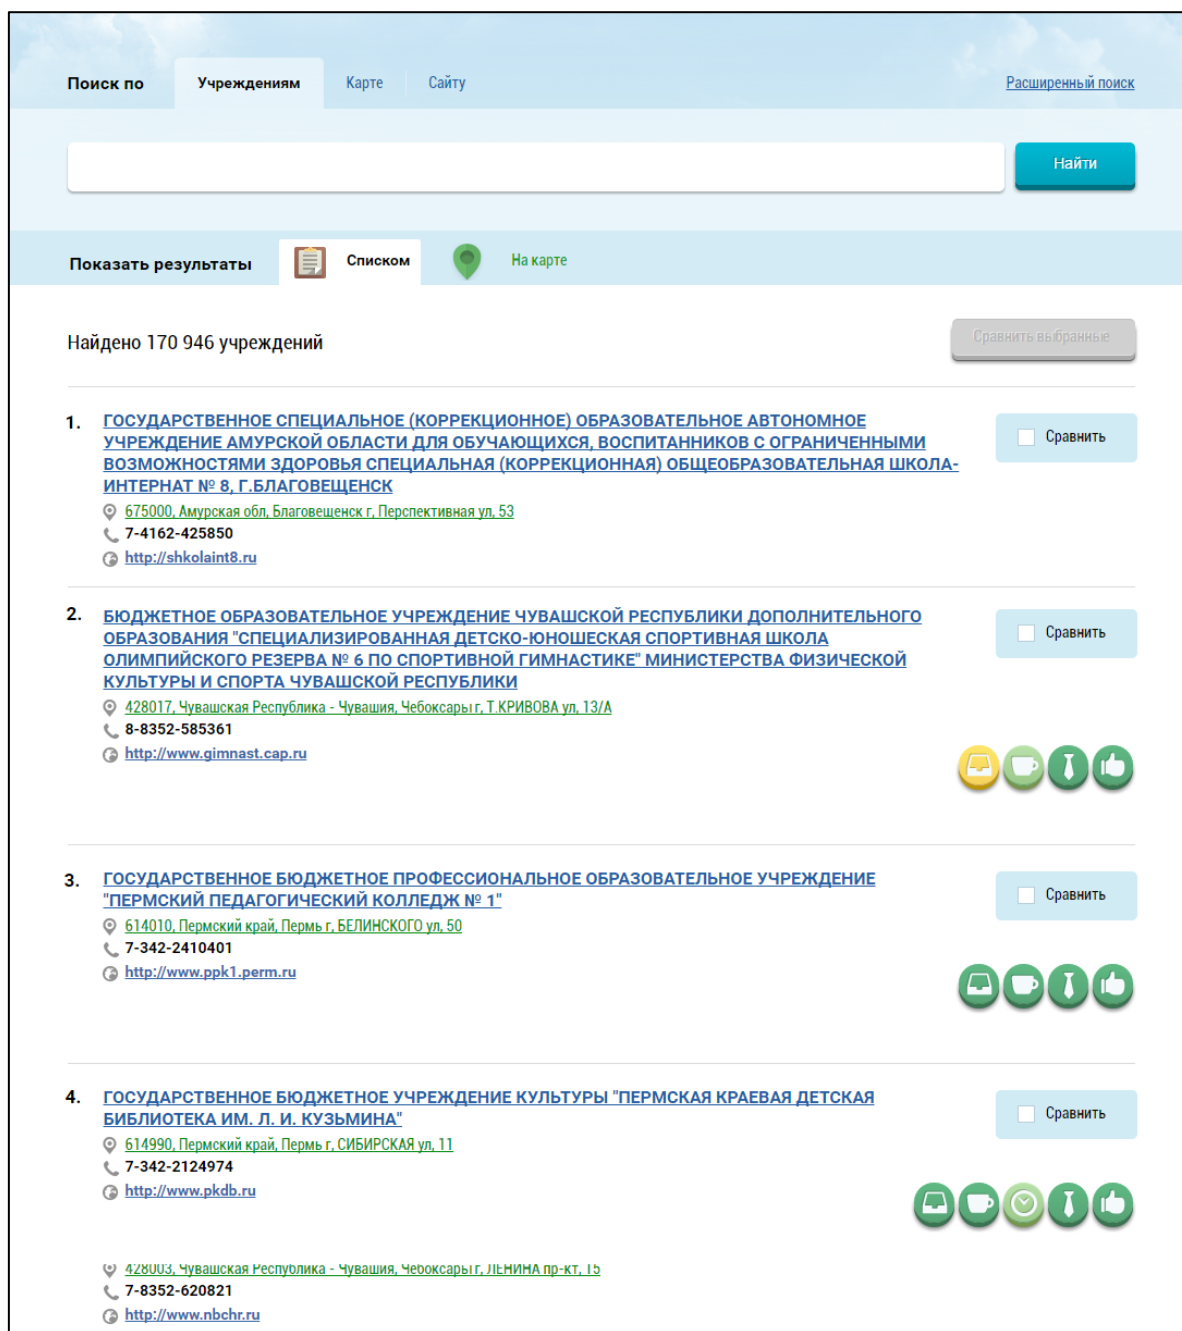 Поиск по
Учреждениям
Карте
Сайту
Расширенный поиск
Найти
Показать результаты
Списком
На карте
Найдено 170 946 учреждений
Сравнить выбранные
1. ГОСУДАРСТВЕННОЕ СПЕЦИАЛЬНОЕ (КОРРЕКЦИОННОЕ) ОБРАЗОВАТЕЛЬНОЕ АВТОНОМНОЕ
УЧРЕЖДЕНИЕ АМУРСКОЙ ОБЛАСТИ ДЛЯ ОБУЧАЮЩИХСЯ, ВОСПИТАННИКОВ С ОГРАНИЧЕННЫМИ
ВОЗМОЖНОСТЯМИ ЗДОРОВЬЯ СПЕЦИАЛЬНАЯ (КОРРЕКЦИОННАЯ) ОБЩЕОБРАЗОВАТЕЛЬНАЯ ШКОЛА-
ИНТЕРНАТ № 8, Г.БЛАГОВЕЩЕНСК
Сравнить
675000, Амурская обл, Благовещенск г, Перспективная ул, 53
7-4162-425850
http://shkolaint8.ru
2. БЮДЖЕТНОЕ ОБРАЗОВАТЕЛЬНОЕ УЧРЕЖДЕНИЕ ЧУВАШСКОЙ РЕСПУБЛИКИ ДОПОЛНИТЕЛЬНОГО
ОБРАЗОВАНИЯ "СПЕЦИАЛИЗИРОВАННАЯ ДЕТСКО-ЮНОШЕСКАЯ СПОРТИВНАЯ ШКОЛА
ОЛИМПИЙСКОГО РЕЗЕРВА № 6 ПО СПОРТИВНОЙ ГИМНАСТИКЕ" МИНИСТЕРСТВА ФИЗИЧЕСКОЙ
КУЛЬТУРЫ И СПОРТА ЧУВАШСКОЙ РЕСПУБЛИКИ
Сравнить
428017, Чувашская Республика - Чувашия, Чебоксары г, Т.КРИВОВА ул, 13/А
8-8352-585361
http://www.gimnast.cap.ru
3. ГОСУДАРСТВЕННОЕ БЮДЖЕТНОЕ ПРОФЕССИОНАЛЬНОЕ ОБРАЗОВАТЕЛЬНОЕ УЧРЕЖДЕНИЕ
"ПЕРМСКИЙ ПЕДАГОГИЧЕСКИЙ КОЛЛЕДЖ № 1"
Сравнить
614010, Пермский край, Пермь г, БЕЛИНСКОГО ул, 50
7-342-2410401
http://www.ppk1.perm.ru
4. ГОСУДАРСТВЕННОЕ БЮДЖЕТНОЕ УЧРЕЖДЕНИЕ КУЛЬТУРЫ "ПЕРМСКАЯ КРАЕВАЯ ДЕТСКАЯ
БИБЛИОТЕКА ИМ. Л. И. КУЗЬМИНА"
Сравнить
614990, Пермский край, Пермь г, СИБИРСКАЯ ул, 11
7-342-2124974
http://www.pkdb.ru
428003, Чувашская Республика - Чувашия, Чебоксары г, ЛЕНИНА пр-кт, 15
7-8352-620821
http://www.nbchr.ru